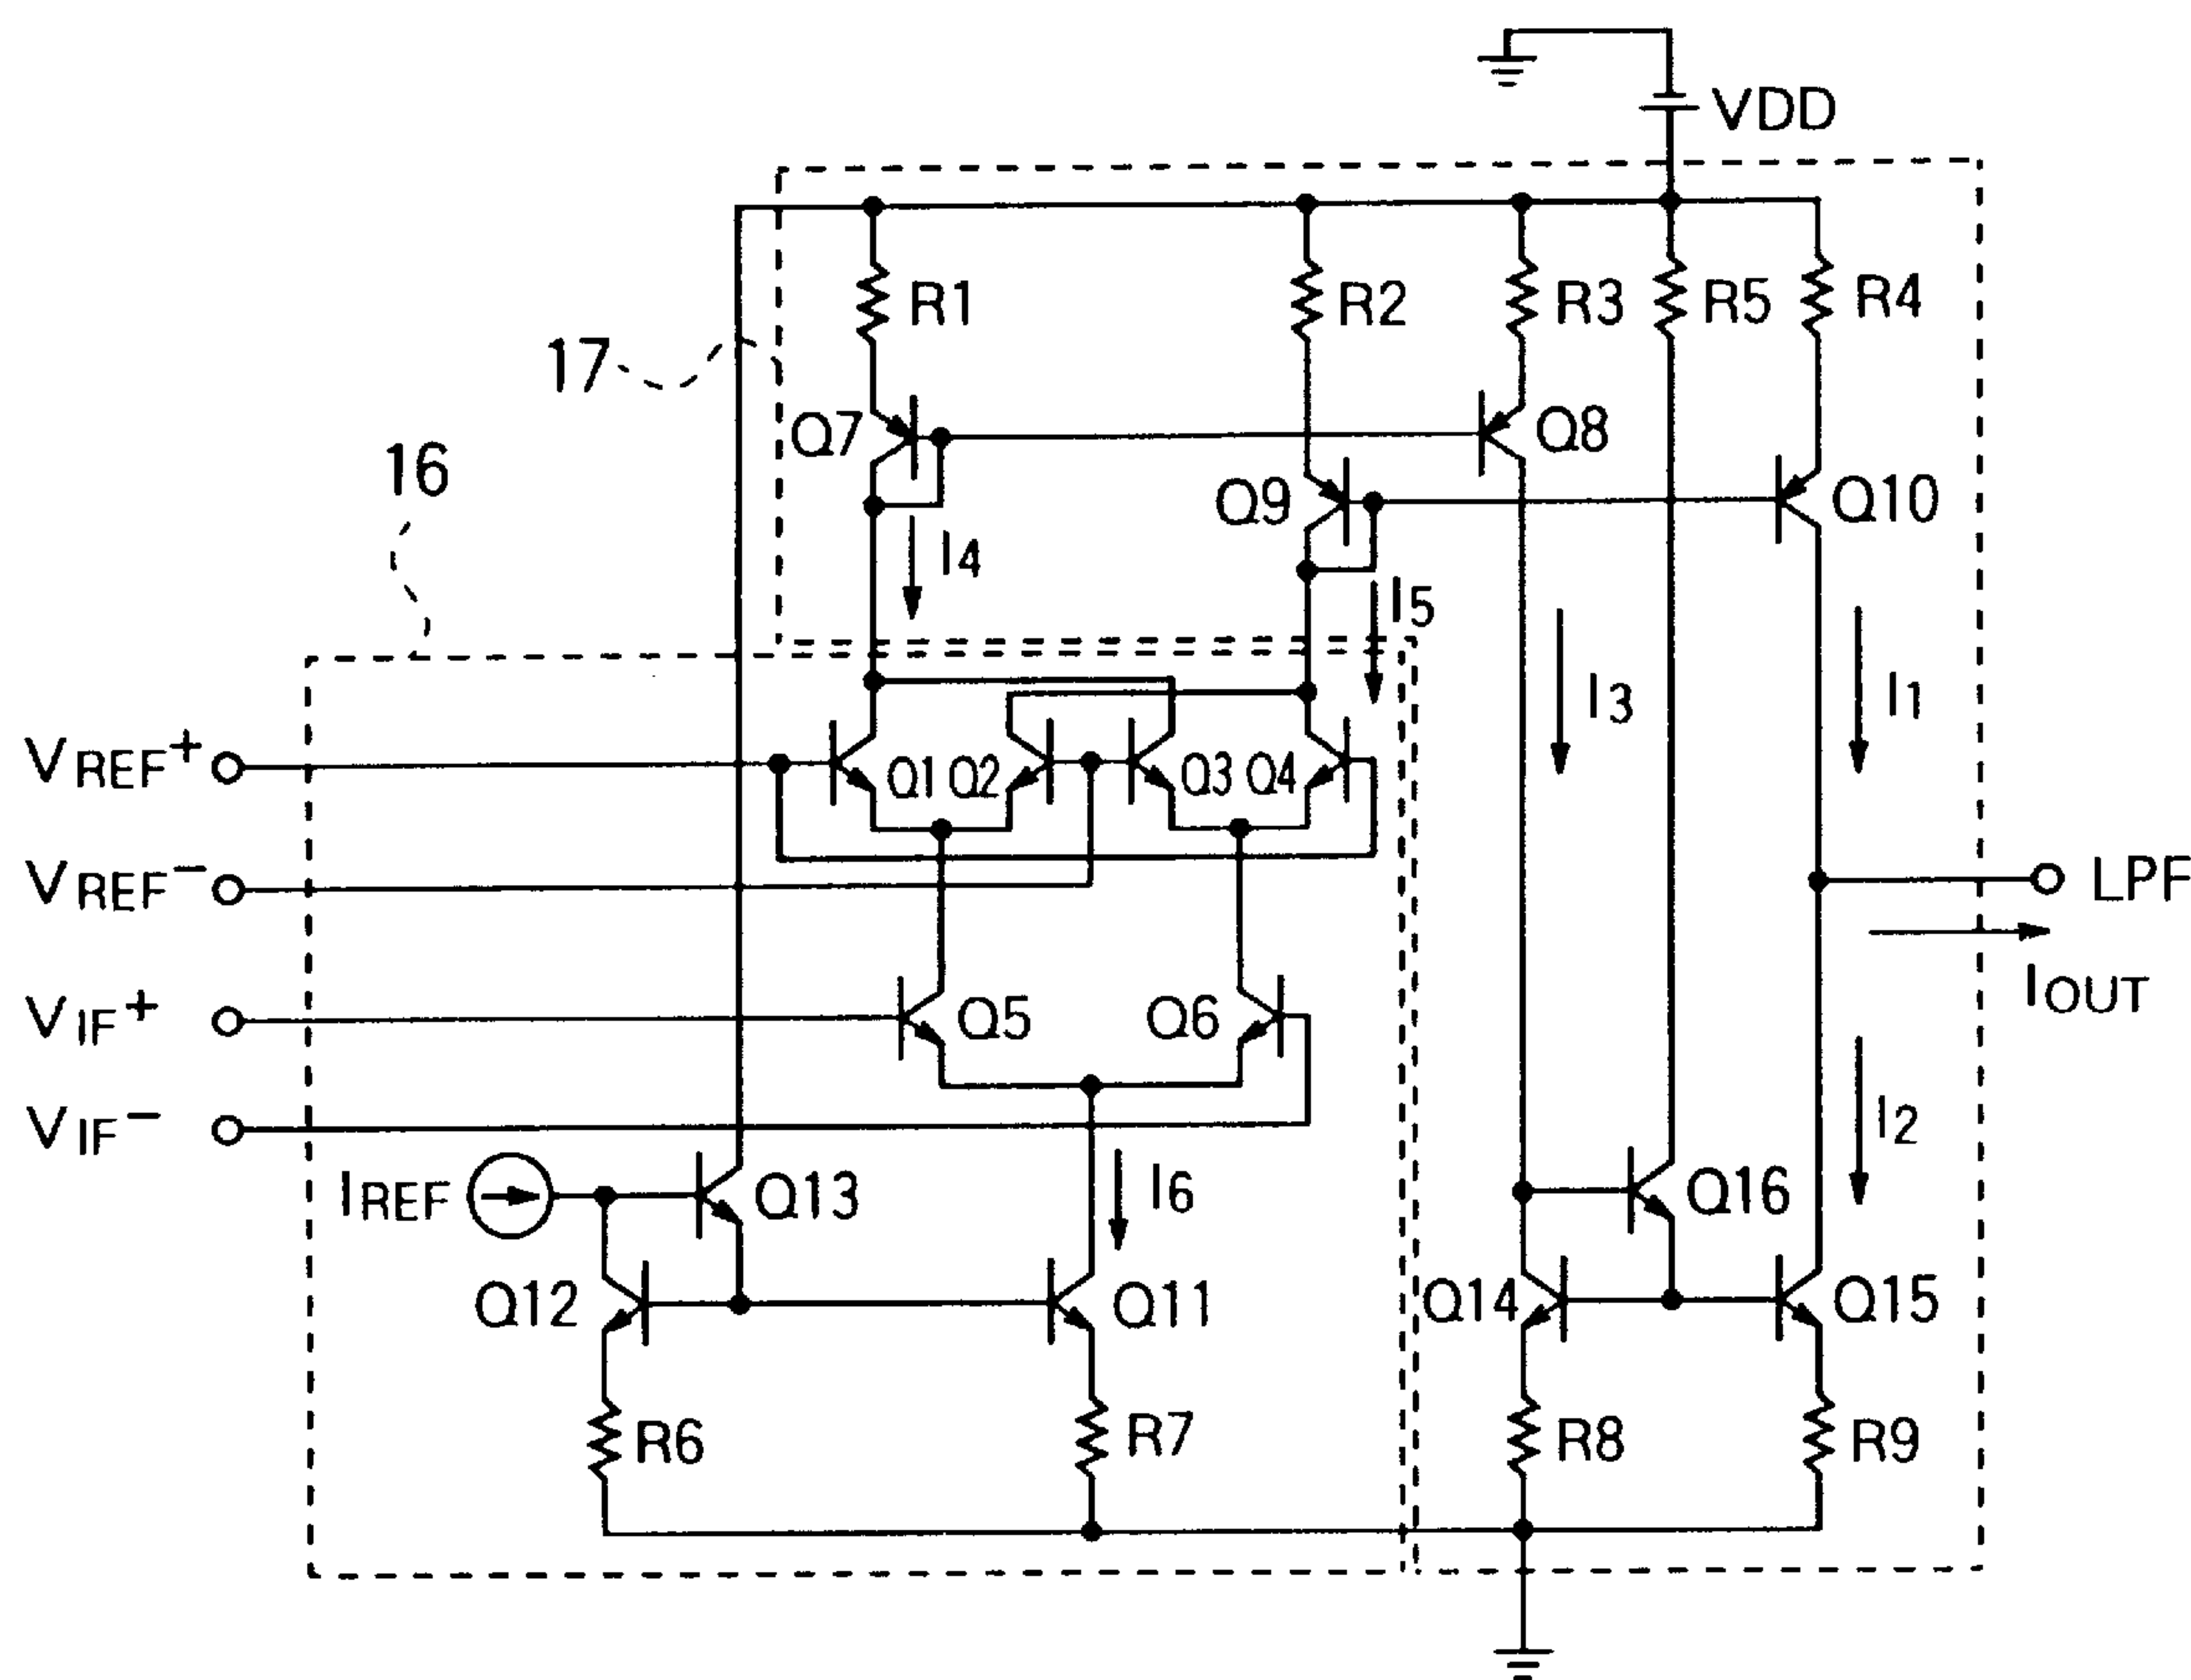 VDD
R1
R2
R3
R5
R4
17
Q7
Q8
16
Q9
Q10
I4
I5
I3
I1
VREF+
Q1
Q2
Q3
Q4
VREF−
LPF
IOUT
VIF+
Q5
Q6
VIF−
I2
IREF
Q13
I6
Q16
Q12
Q11
Q14
Q15
R6
R7
R8
R9